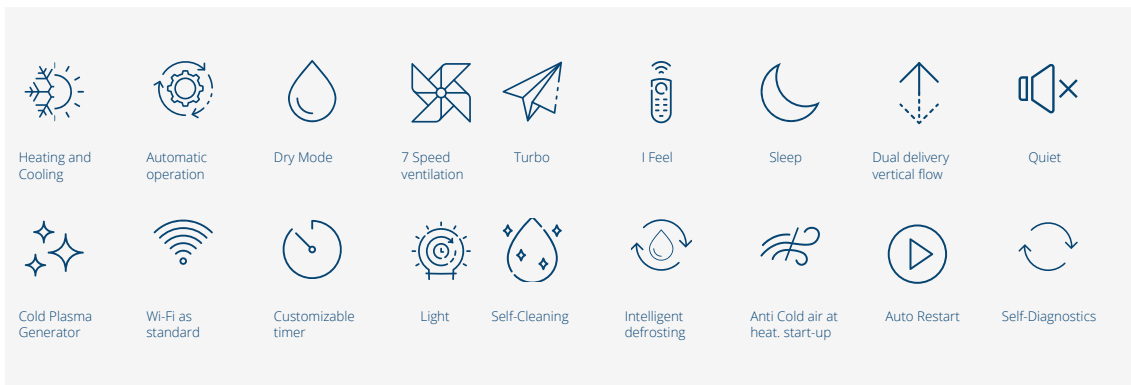 Heating and
Cooling
Automatic
operation
Dry Mode
7 Speed
ventilation
Turbo
I Feel
Sleep
Dual delivery
vertical flow
Quiet
Cold Plasma
Generator
Wi-Fi as
standard
Customizable
timer
Light
Self-Cleaning
Intelligent
defrosting
Anti Cold air at
heat. start-up
Auto Restart
Self-Diagnostics